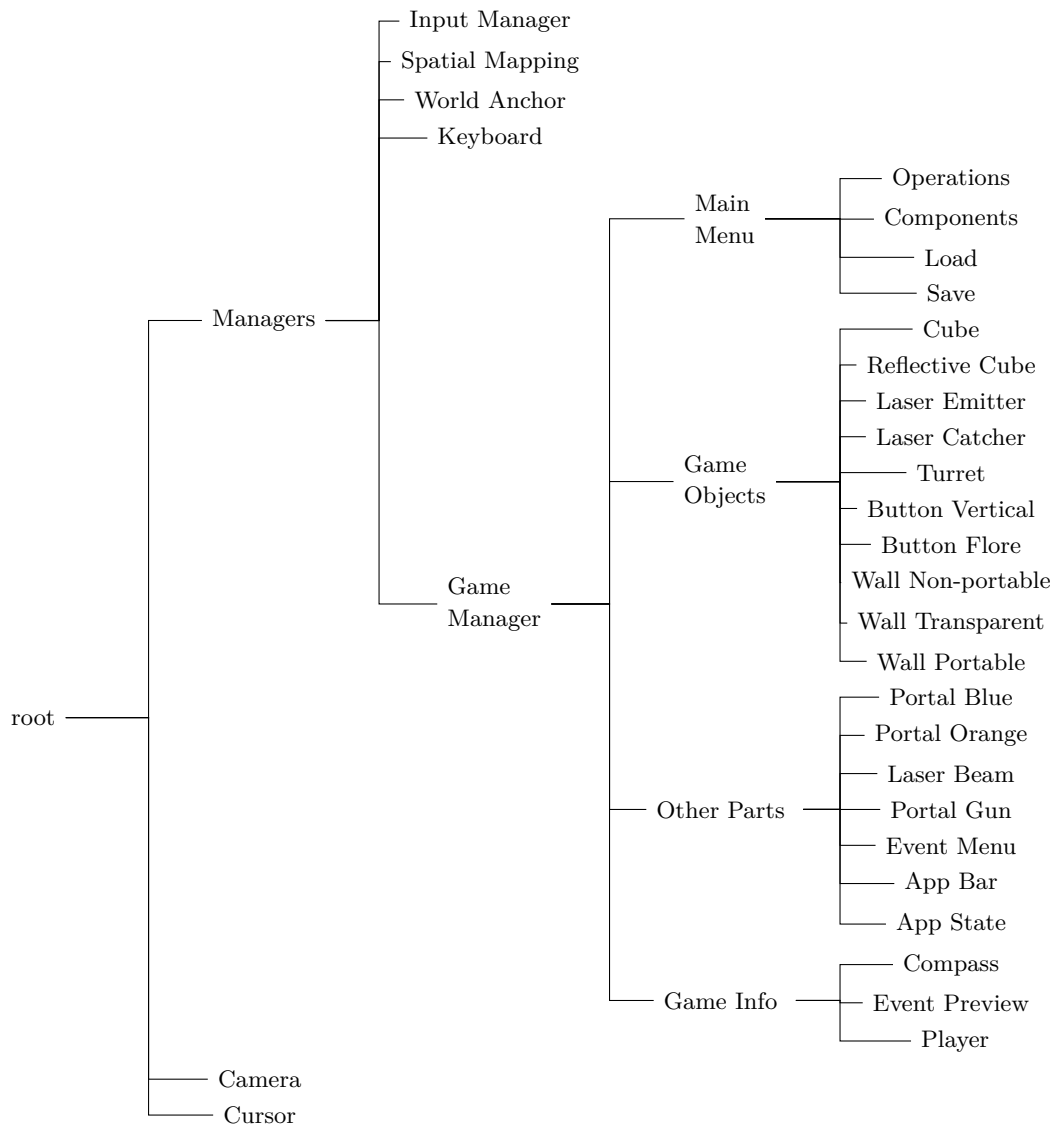 Input Manager
Spatial Mapping
World Anchor
Keyboard
Operations
Main
Menu
Components
Load
Save
Managers
Cube
Reflective Cube
Laser Emitter
Laser Catcher
Game
Objects
Turret
Button Vertical
Button Flore
Wall Non-portable
Game
Manager
Wall Transparent
Wall Portable
Portal Blue
root
Portal Orange
Laser Beam
Other Parts
Portal Gun
Event Menu
App Bar
App State
Compass
Game Info
Event Preview
Player
Camera
Cursor